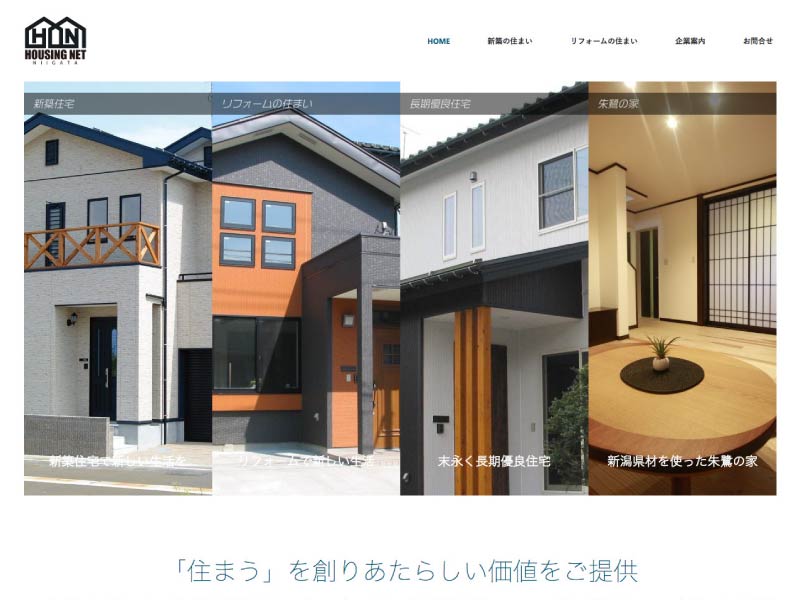 HN
HOUSING NET
NIIGATA
HOME
新築の住まい
リフォームの住まい
企業案内
お問合せ
新築住宅
リフォームの住まい
長期優良住宅
朱鷺の家
新築住宅で新しい生活を
リフォームで新しい生活
末永く長期優良住宅
新潟県材を使った朱鷺の家
「住まう」を創りあたらしい価値をご提供